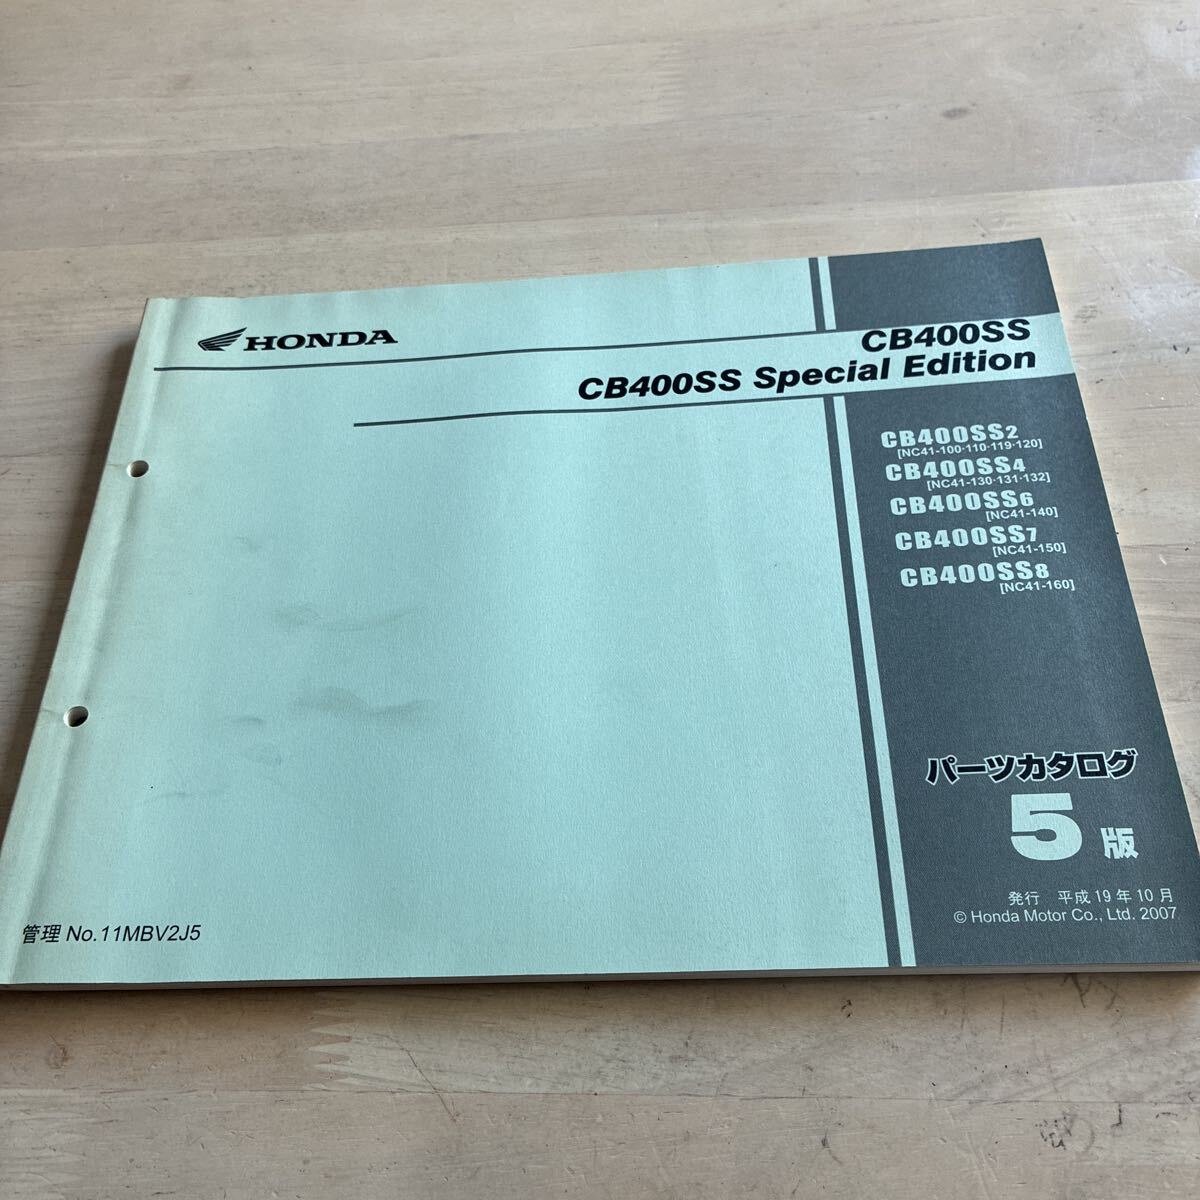 HONDA
CB400SS
CB400SS Special Edition
CB400SS2
[NC41-100·110·119·120]
CB400SS4
[NC41-130·131·132]
CB400SS6
[NC41-140]
CB400SS7
[NC41-150]
CB400SS8
[NC41-160]
パーツカタログ
5 版
発行 平成19年10月
© Honda Motor Co., Ltd. 2007
管理 No.11MBV2J5